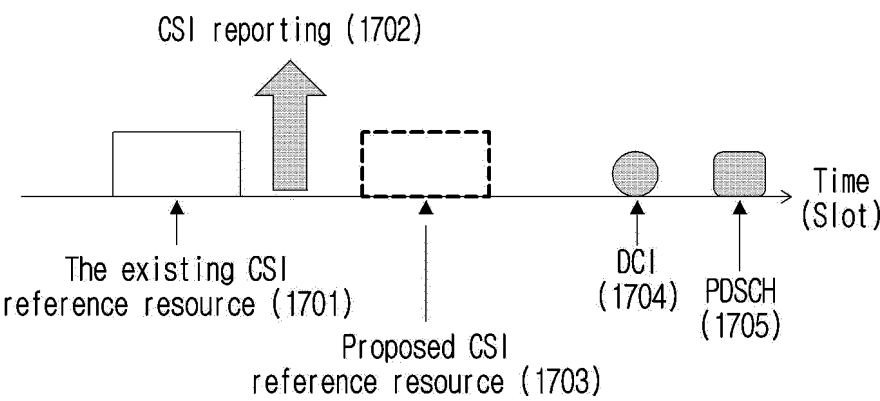 CSI reporting (1702)
Time
(Slot)
The existing CSI
reference resource (1701)
DCI
(1704)
PDSCH
(1705)
Proposed CSI
reference resource (1703)